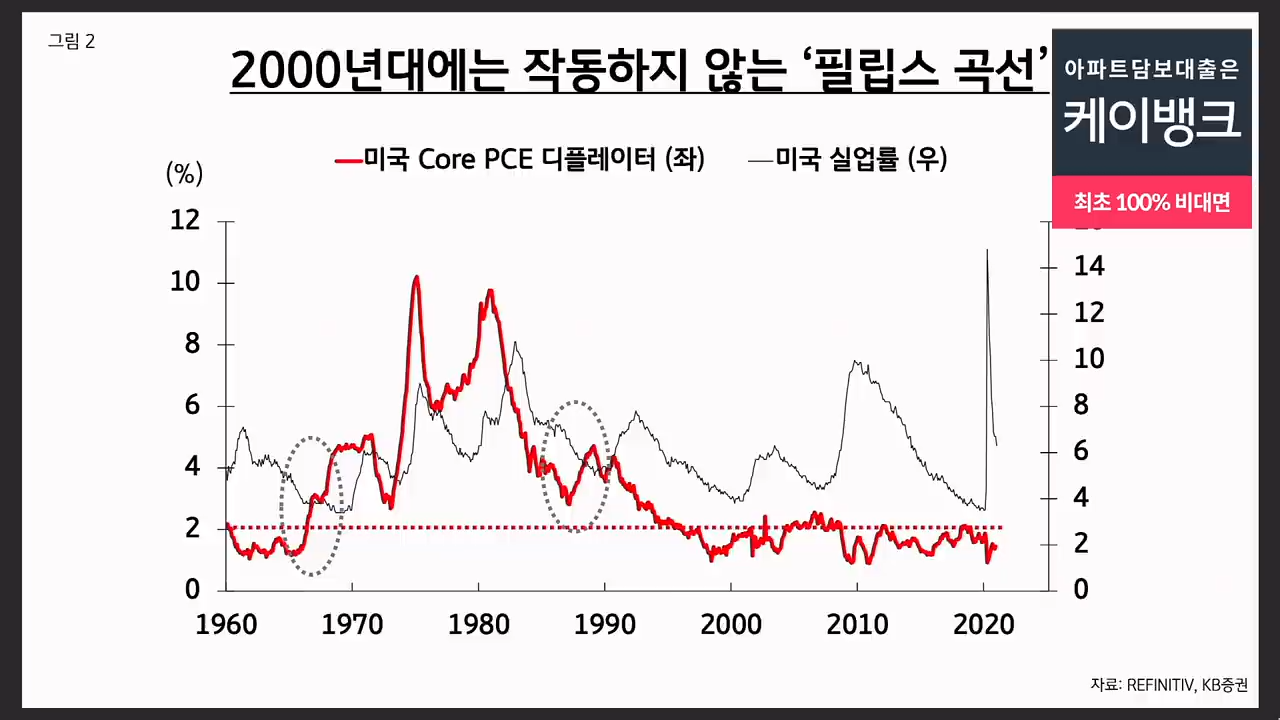 그림 2
2000년대에는 작동하지 않는 ‘필립스 곡선’
아파트담보대출은
케이뱅크
최초 100% 비대면
(%)
미국 Core PCE 디플레이터 (좌)
미국 실업률 (우)
12
10
8
6
4
2
0
14
12
10
8
6
4
2
0
1960 1970 1980 1990 2000 2010 2020
자료: REFINITIV, KB증권